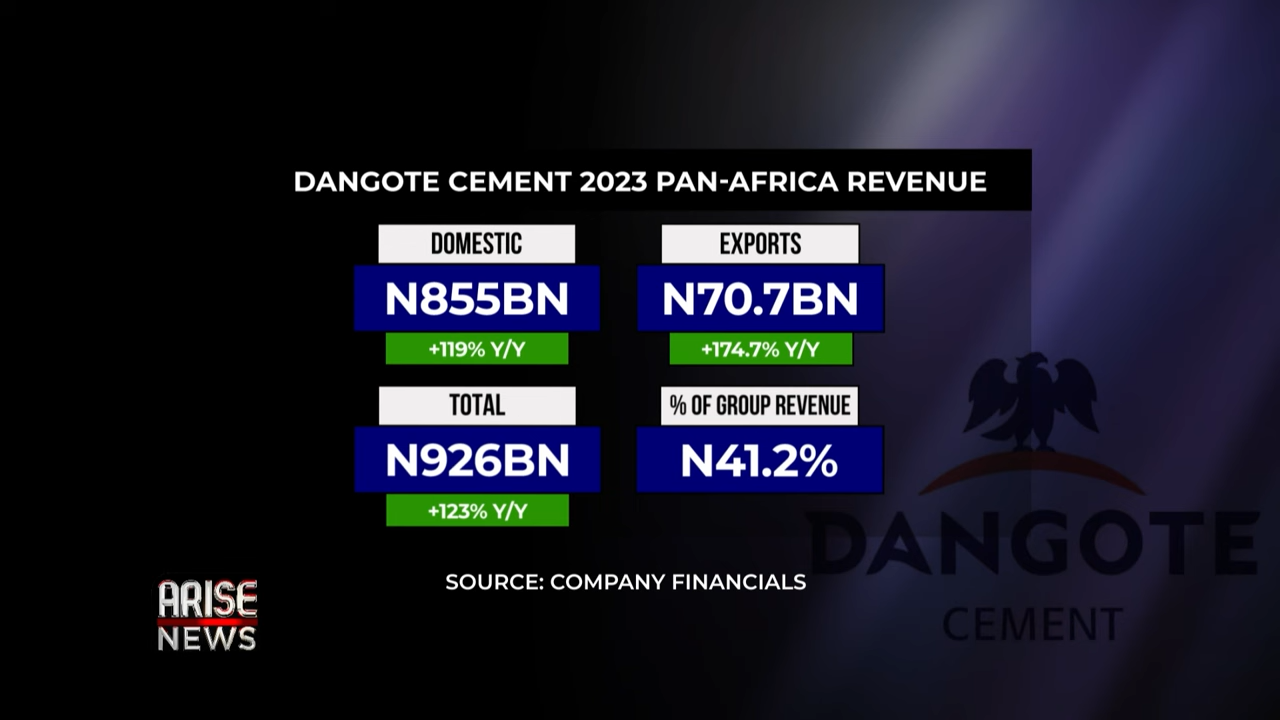 DANGOTE CEMENT 2023 PAN-AFRICA REVENUE
DOMESTIC
N855BN
+119% Y/Y
EXPORTS
N70.7BN
+174.7% Y/Y
TOTAL
N926BN
+123% Y/Y
% OF GROUP REVENUE
N41.2%
DANGOTE
CEMENT
SOURCE: COMPANY FINANCIALS
ARISE
NEWS